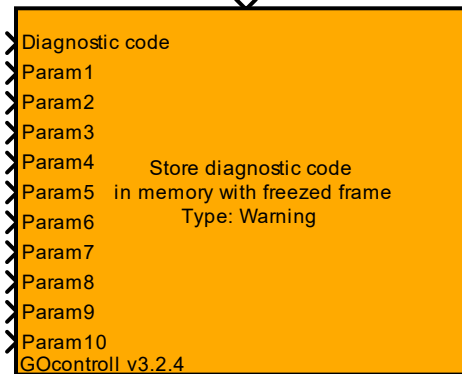 Diagnostic code
Param1
Param2
Param3
Param4
Param5
Param6
Param7
Param8
Param9
Param10
Store diagnostic code
in memory with freezed frame
Type: Warning
GOcontroll v3.2.4